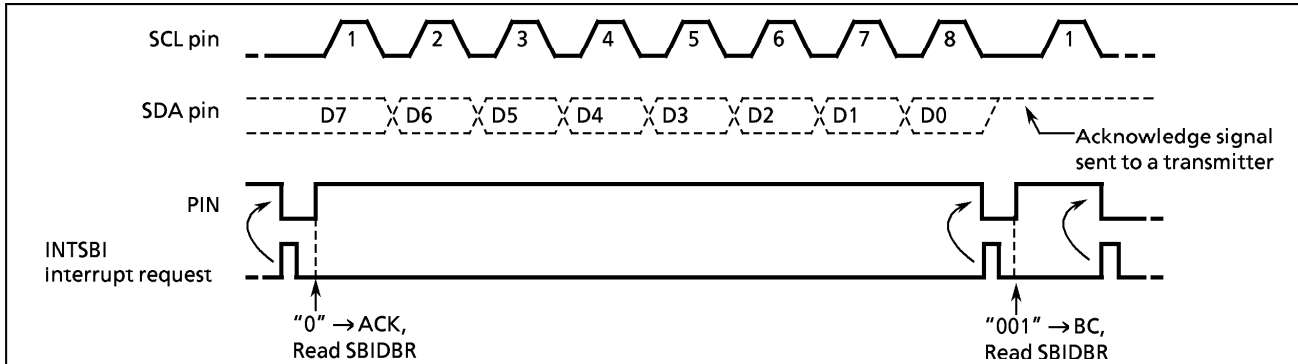 SCL pin 1 2 3 4 5 6 7 8 1
SDA pin D7 D6 D5 D4 D3 D2 D1 D0
Acknowledge signal
sent to a transmitter
PIN
INTSBI
interrupt request
"0" → ACK,
Read SBIDBR
"001" → BC,
Read SBIDBR